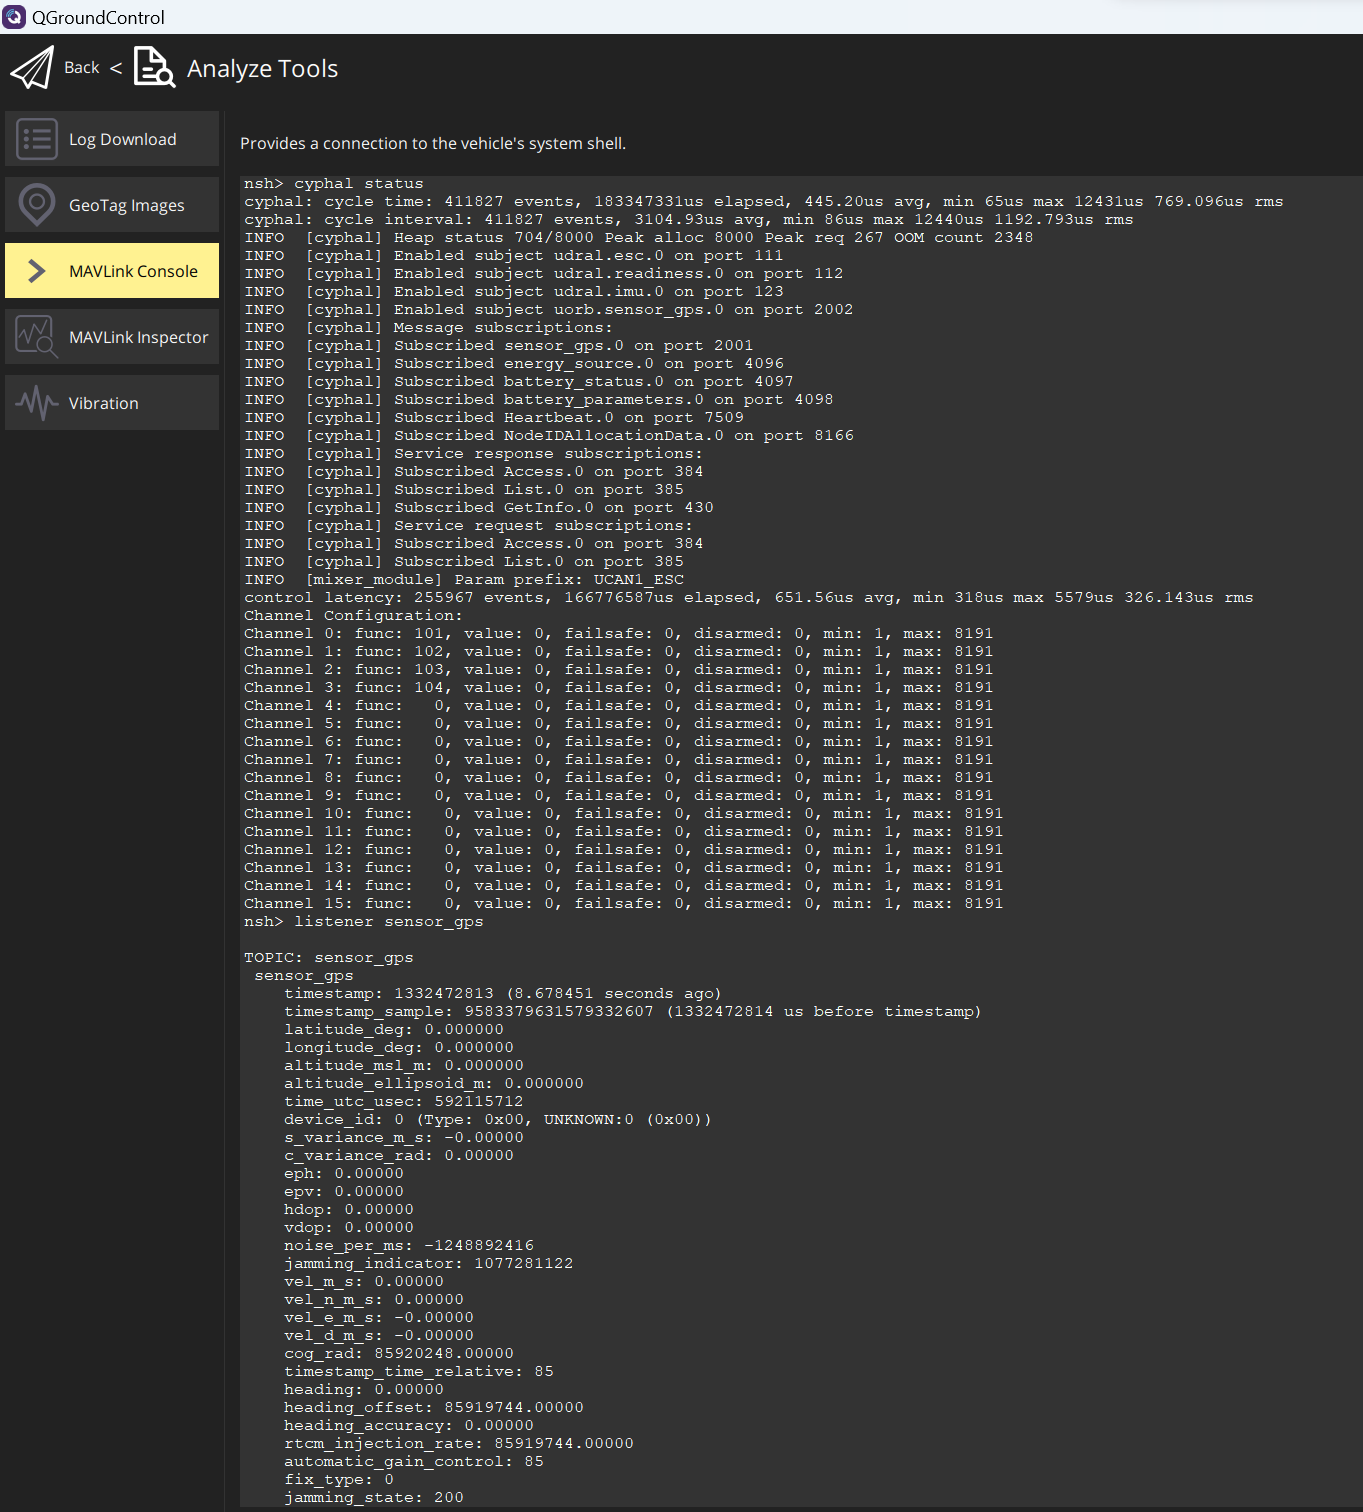 QGroundControl
Back < Analyze Tools
Log Download
GeoTag Images
MAVLink Console
MAVLink Inspector
Vibration
Provides a connection to the vehicle's system shell.
nsh> cyphal status
cyphal: cycle time: 411827 events, 183347331us elapsed, 445.20us avg, min 65us max 12431us 769.096us rms
cyphal: cycle interval: 411827 events, 3104.93us avg, min 86us max 12440us 1192.793us rms
INFO  [cyphal] Heap status 704/8000 Peak alloc 8000 Peak req 267 OOM count 2348
INFO  [cyphal] Enabled subject udral.esc.0 on port 111
INFO  [cyphal] Enabled subject udral.readiness.0 on port 112
INFO  [cyphal] Enabled subject udral.imu.0 on port 123
INFO  [cyphal] Enabled subject uorb.sensor_gps.0 on port 2002
INFO  [cyphal] Message subscriptions:
INFO  [cyphal] Subscribed sensor_gps.0 on port 2001
INFO  [cyphal] Subscribed energy_source.0 on port 4096
INFO  [cyphal] Subscribed battery_status.0 on port 4097
INFO  [cyphal] Subscribed battery_parameters.0 on port 4098
INFO  [cyphal] Subscribed Heartbeat.0 on port 7509
INFO  [cyphal] Subscribed NodeIDAllocationData.0 on port 8166
INFO  [cyphal] Service response subscriptions:
INFO  [cyphal] Subscribed Access.0 on port 384
INFO  [cyphal] Subscribed List.0 on port 385
INFO  [cyphal] Subscribed GetInfo.0 on port 430
INFO  [cyphal] Service request subscriptions:
INFO  [cyphal] Subscribed Access.0 on port 384
INFO  [cyphal] Subscribed List.0 on port 385
INFO  [mixer_module] Param prefix: UCAN1_ESC
control latency: 255967 events, 166776587us elapsed, 651.56us avg, min 318us max 5579us 326.143us rms
Channel Configuration:
Channel 0: func: 101, value: 0, failsafe: 0, disarmed: 0, min: 1, max: 8191
Channel 1: func: 102, value: 0, failsafe: 0, disarmed: 0, min: 1, max: 8191
Channel 2: func: 103, value: 0, failsafe: 0, disarmed: 0, min: 1, max: 8191
Channel 3: func: 104, value: 0, failsafe: 0, disarmed: 0, min: 1, max: 8191
Channel 4: func:   0, value: 0, failsafe: 0, disarmed: 0, min: 1, max: 8191
Channel 5: func:   0, value: 0, failsafe: 0, disarmed: 0, min: 1, max: 8191
Channel 6: func:   0, value: 0, failsafe: 0, disarmed: 0, min: 1, max: 8191
Channel 7: func:   0, value: 0, failsafe: 0, disarmed: 0, min: 1, max: 8191
Channel 8: func:   0, value: 0, failsafe: 0, disarmed: 0, min: 1, max: 8191
Channel 9: func:   0, value: 0, failsafe: 0, disarmed: 0, min: 1, max: 8191
Channel 10: func:   0, value: 0, failsafe: 0, disarmed: 0, min: 1, max: 8191
Channel 11: func:   0, value: 0, failsafe: 0, disarmed: 0, min: 1, max: 8191
Channel 12: func:   0, value: 0, failsafe: 0, disarmed: 0, min: 1, max: 8191
Channel 13: func:   0, value: 0, failsafe: 0, disarmed: 0, min: 1, max: 8191
Channel 14: func:   0, value: 0, failsafe: 0, disarmed: 0, min: 1, max: 8191
Channel 15: func:   0, value: 0, failsafe: 0, disarmed: 0, min: 1, max: 8191
nsh> listener sensor_gps
TOPIC: sensor_gps
sensor_gps
timestamp: 1332472813 (8.678451 seconds ago)
timestamp_sample: 9583379631579332607 (1332472814 us before timestamp)
latitude_deg: 0.000000
longitude_deg: 0.000000
altitude_msl_m: 0.000000
altitude_ellipsoid_m: 0.000000
time_utc_usec: 592115712
device_id: 0 (Type: 0x00, UNKNOWN:0 (0x00))
s_variance_m_s: -0.00000
c_variance_rad: 0.00000
eph: 0.00000
epv: 0.00000
hdop: 0.00000
vdop: 0.00000
noise_per_ms: -1248892416
jamming_indicator: 1077281122
vel_m_s: 0.00000
vel_n_m_s: 0.00000
vel_e_m_s: -0.00000
vel_d_m_s: -0.00000
cog_rad: 85920248.00000
timestamp_time_relative: 85
heading: 0.00000
heading_offset: 85919744.00000
heading_accuracy: 0.00000
rtcm_injection_rate: 85919744.00000
automatic_gain_control: 85
fix_type: 0
jamming_state: 200